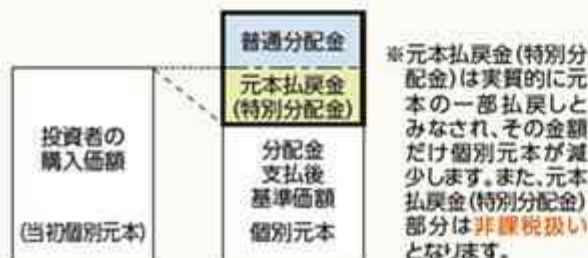 投資者の
購入価額
(当初個別元本)
普通分配金
元本払戻金
(特別分配金)
分配金
支払後
基準価額
個別元本
※元本払戻金(特別分
配金)は実質的に元
本の一部払戻しと
みなされ、その金額
だけ個別元本が減
少します。また、元本
払戻金(特別分配金)
部分は非課税扱い
となります。